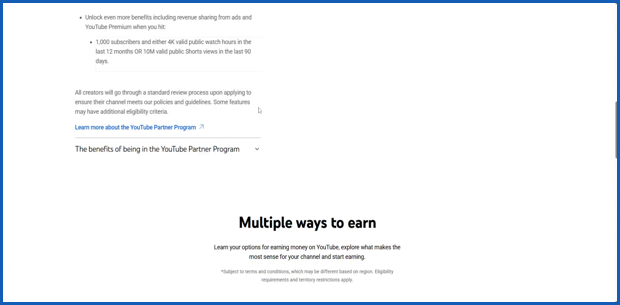 Unlock even more benefits including revenue sharing from ads and
YouTube Premium when you hit:
1,000 subscribers and either 4K valid public watch hours in the
last 12 months OR 10M valid public Shorts views in the last 90
days.
All creators will go through a standard review process upon applying to
ensure their channel meets our policies and guidelines. Some features
may have additional eligibility criteria.
Learn more about the YouTube Partner Program
The benefits of being in the YouTube Partner Program
Multiple ways to earn
Learn your options for earning money on YouTube, explore what makes the
most sense for your channel and start earning.
*Subject to terms and conditions, which may be different based on region. Eligibility
requirements and territory restrictions apply.